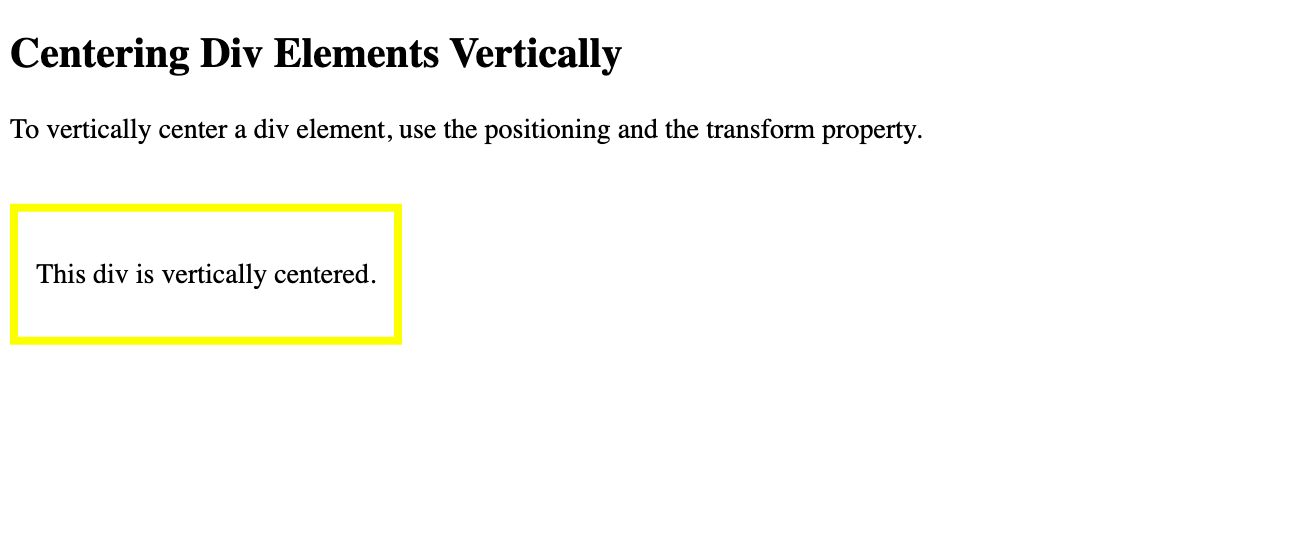 Centering Div Elements Vertically
To vertically center a div element, use the positioning and the transform property.
This div is vertically centered.